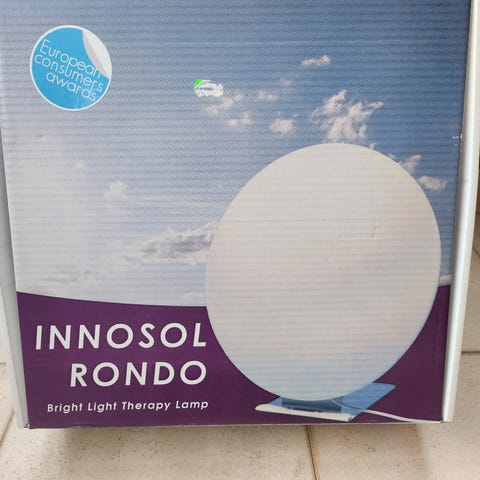 European
consumers
awards
INNOSOL
RONDO
Bright Light Therapy Lamp